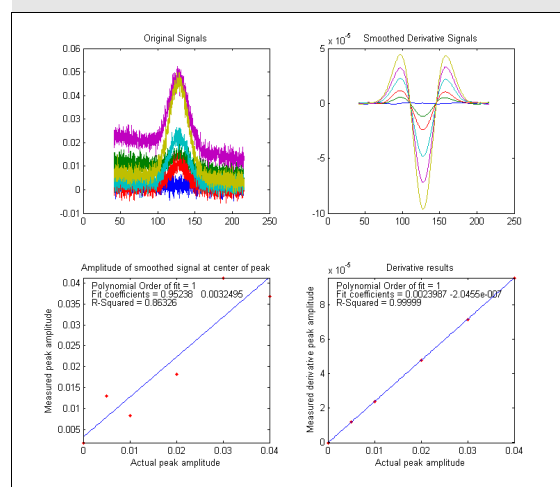 Original Signals
0.06
0.05
0.04
0.03
0.02
0.01
0
-0.01
0 50 100 150 200 250
Smoothed Derivative Signals
x 10^-5
5
0
-5
-10
0 50 100 150 200 250
Amplitude of smoothed signal at center of peak
Polynomial Order of fit = 1
Fit coefficients = 0.95238 0.0032495
R-Squared = 0.86326
Measured peak amplitude
0.04
0.035
0.03
0.025
0.02
0.015
0.01
0.005
0 0.01 0.02 0.03 0.04
Actual peak amplitude
Derivative results
x 10^-5
Polynomial Order of fit = 1
Fit coefficients = 0.0023987 -2.0455e-007
R-Squared = 0.99999
Measured derivative peak amplitude
8
6
4
2
0
0 0.01 0.02 0.03 0.04
Actual peak amplitude